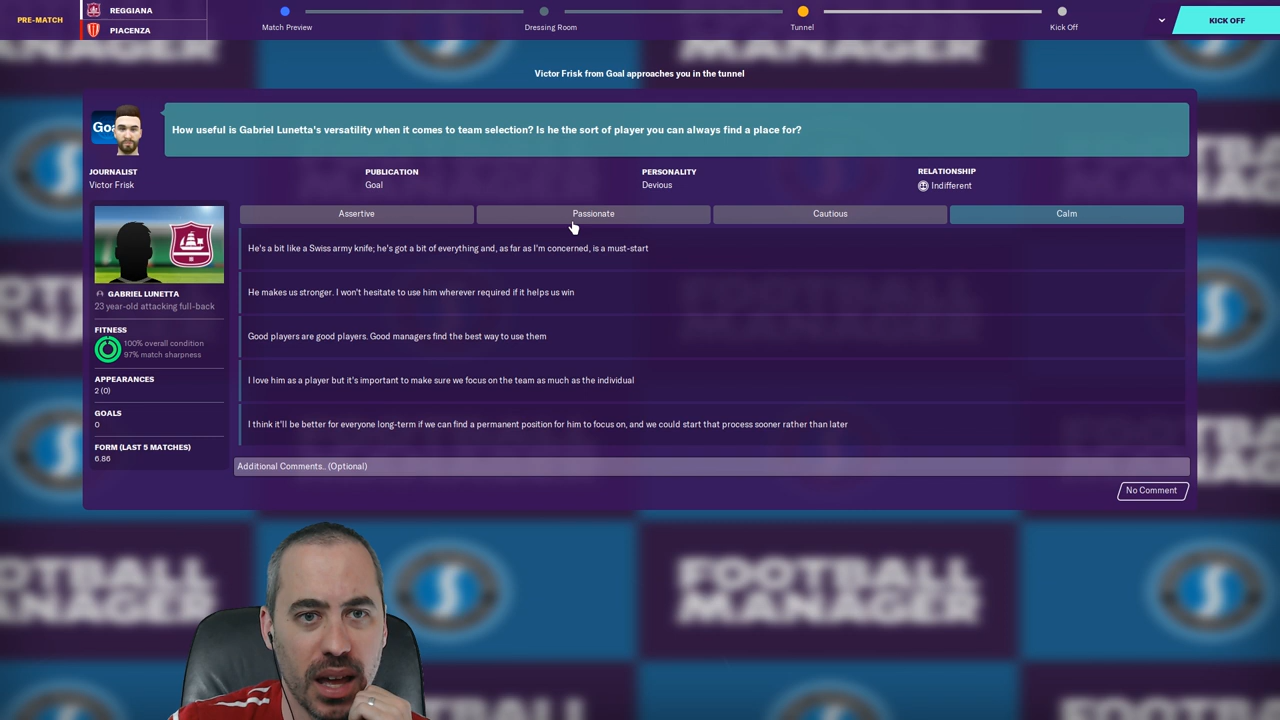 PRE-MATCH
REGGIANA
PIACENZA
Match Preview
Dressing Room
Tunnel
Kick Off
KICK OFF
Victor Frisk from Goal approaches you in the tunnel
Goa
How useful is Gabriel Lunetta's versatility when it comes to team selection? Is he the sort of player you can always find a place for?
JOURNALIST
Victor Frisk
PUBLICATION
Goal
PERSONALITY
Devious
RELATIONSHIP
Indifferent
Assertive
Passionate
Cautious
Calm
He's a bit like a Swiss army knife; he's got a bit of everything and, as far as I'm concerned, is a must-start
He makes us stronger. I won't hesitate to use him wherever required if it helps us win
Good players are good players. Good managers find the best way to use them
I love him as a player but it's important to make sure we focus on the team as much as the individual
I think it'll be better for everyone long-term if we can find a permanent position for him to focus on, and we could start that process sooner rather than later
GABRIEL LUNETTA
23 year-old attacking full-back
FITNESS
100% overall condition
97% match sharpness
APPEARANCES
2 (0)
GOALS
0
FORM (LAST 5 MATCHES)
6.86
Additional Comments.. (Optional)
No Comment
OTBALL
ANAGER
FOOTBALL
MANAGER